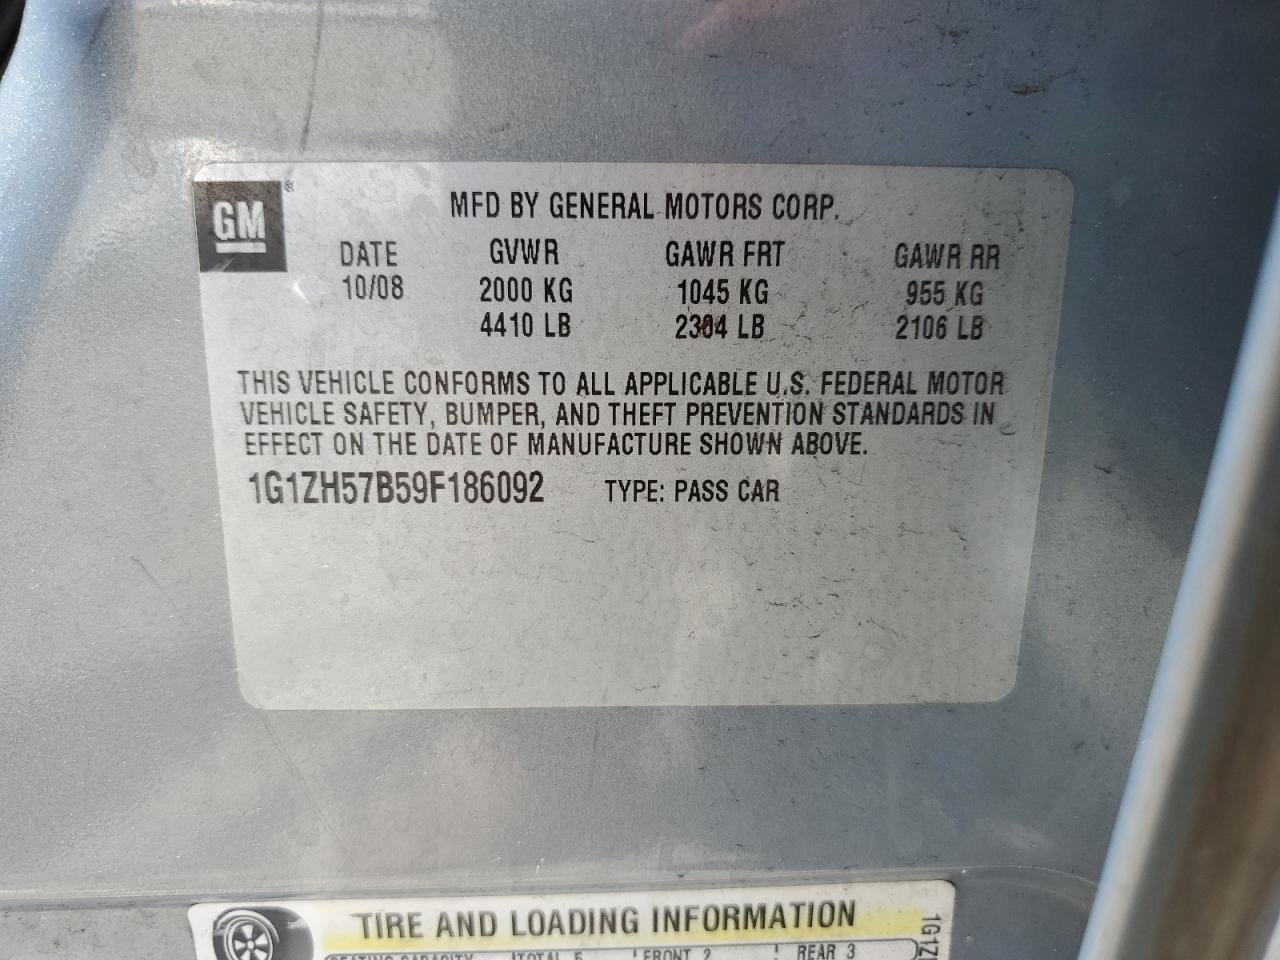 GM ®
MFD BY GENERAL MOTORS CORP.
DATE GVWR GAWR FRT GAWR RR
10/08 2000 KG 1045 KG 955 KG
4410 LB 2304 LB 2106 LB
THIS VEHICLE CONFORMS TO ALL APPLICABLE U.S. FEDERAL MOTOR
VEHICLE SAFETY, BUMPER, AND THEFT PREVENTION STANDARDS IN
EFFECT ON THE DATE OF MANUFACTURE SHOWN ABOVE.
1G1ZH57B59F186092 TYPE: PASS CAR
TIRE AND LOADING INFORMATION
SEATING CAPACITY TOTAL 5 FRONT 2 REAR 3